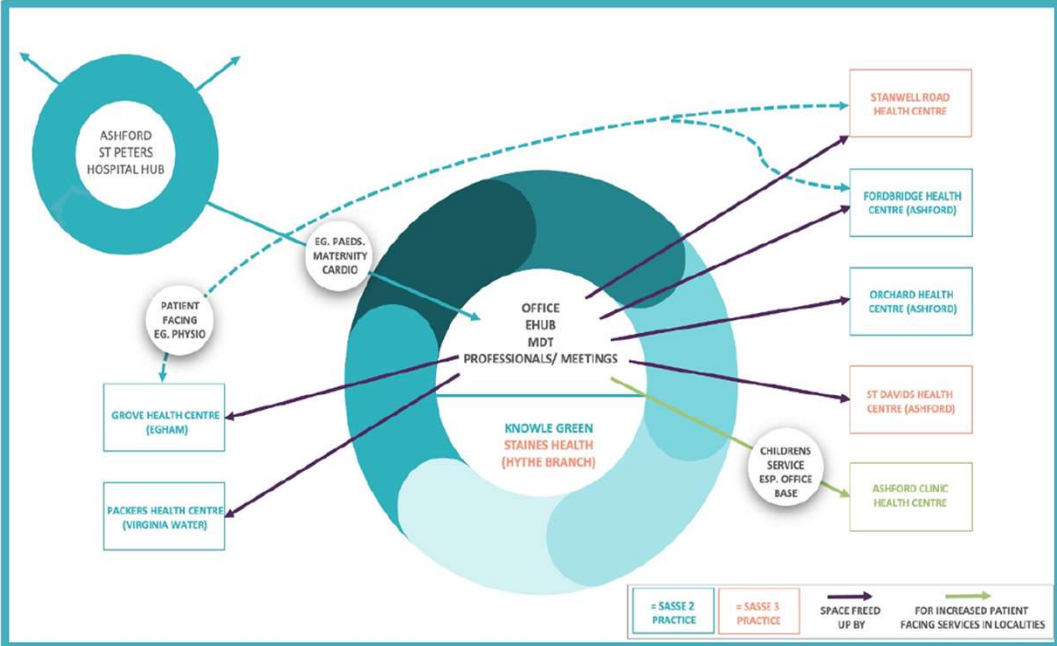 ASHFORD
ST PETERS
HOSPITAL HUB
EG. PAEDS.
MATERNITY
CARDIO
PATIENT
FACING
EG. PHYSIO
GROVE HEALTH CENTRE
(EGHAM)
PACKERS HEALTH CENTRE
(VIRGINIA WATER)
OFFICE
EHUB
MDT
PROFESSIONALS/ MEETINGS
KNOWLE GREEN
STAINES HEALTH
(HYTHE BRANCH)
STANWELL ROAD
HEALTH CENTRE
FORDBRIDGE HEALTH
CENTRE (ASHFORD)
ORCHARD HEALTH
CENTRE (ASHFORD)
ST DAVIDS HEALTH
CENTRE (ASHFORD)
CHILDRENS
SERVICE
ESP. OFFICE
BASE
ASHFORD CLINIC
HEALTH CENTRE
= SASSE 2
PRACTICE
= SASSE 3
PRACTICE
SPACE FREED
UP BY
FOR INCREASED PATIENT
FACING SERVICES IN LOCALITIES